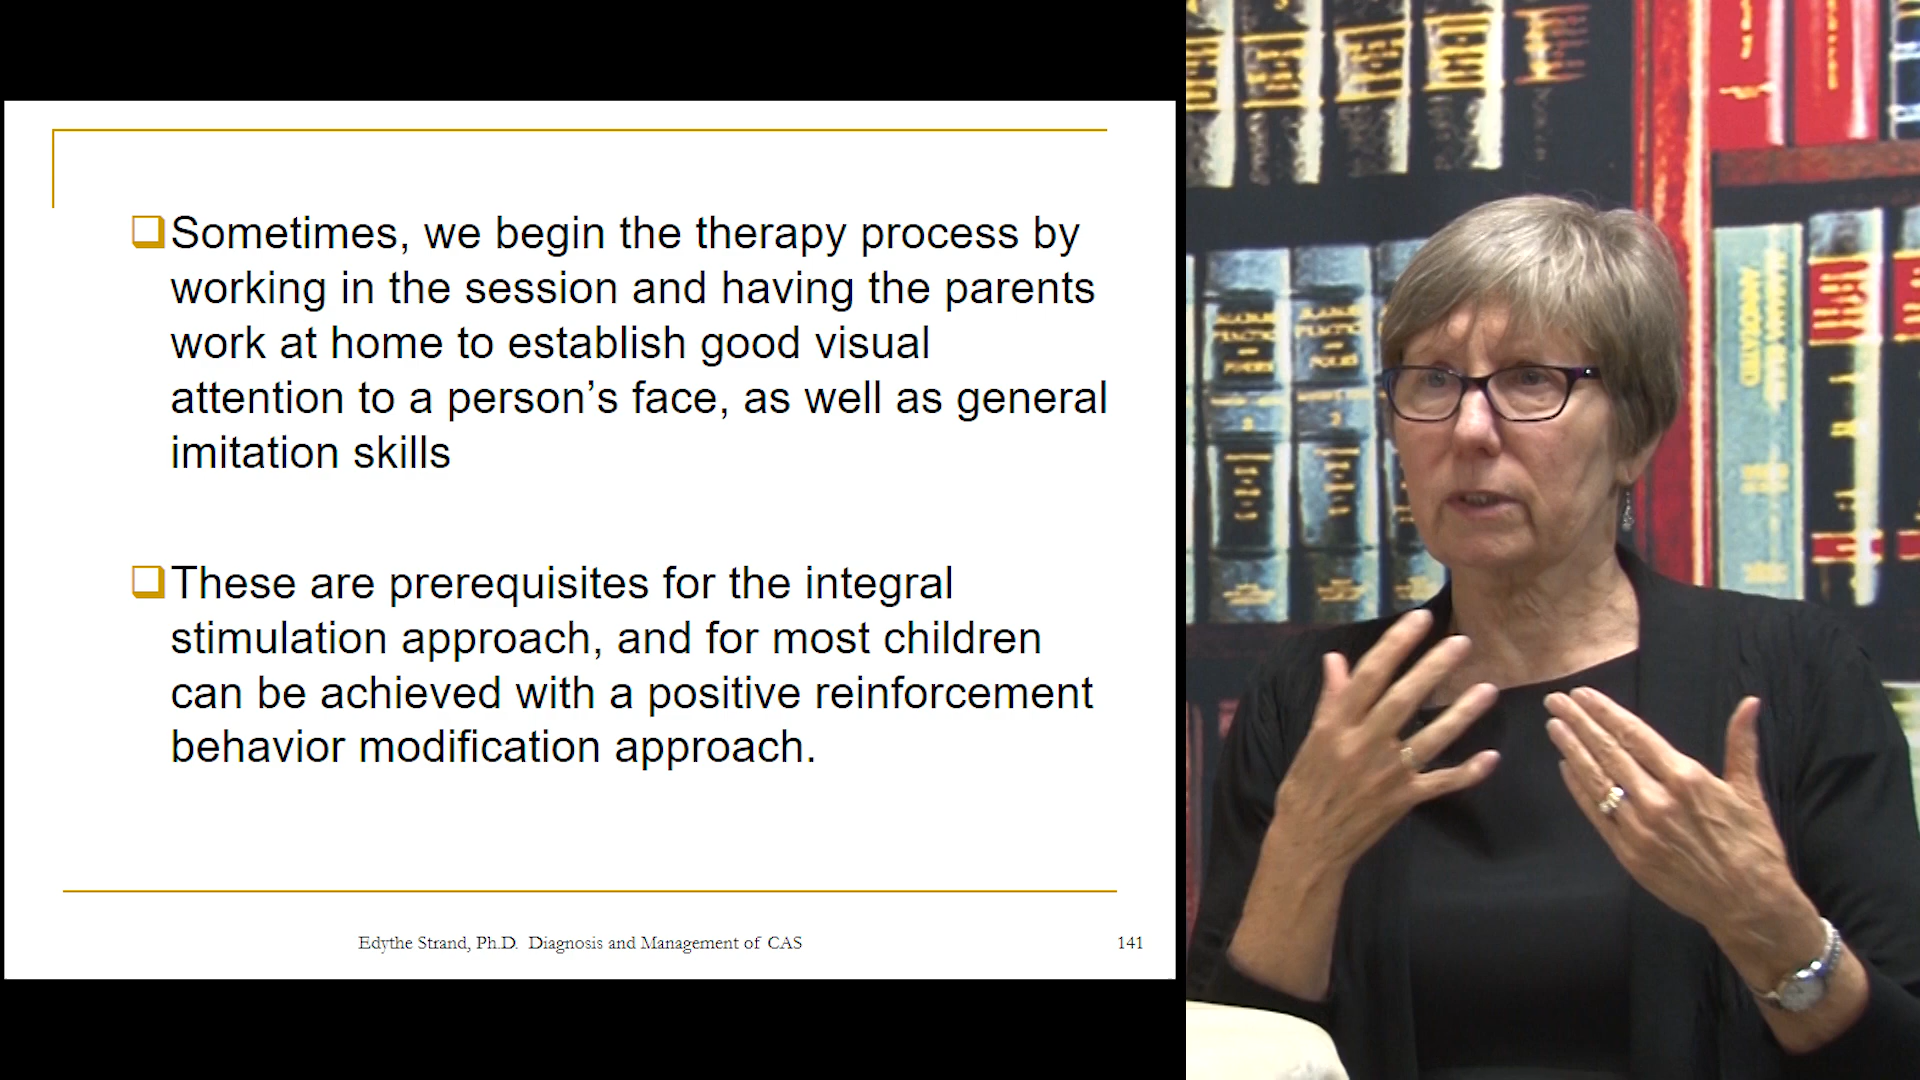 Sometimes, we begin the therapy process by
working in the session and having the parents
work at home to establish good visual
attention to a person’s face, as well as general
imitation skills
These are prerequisites for the integral
stimulation approach, and for most children
can be achieved with a positive reinforcement
behavior modification approach.
Edythe Strand, Ph.D. Diagnosis and Management of CAS
141